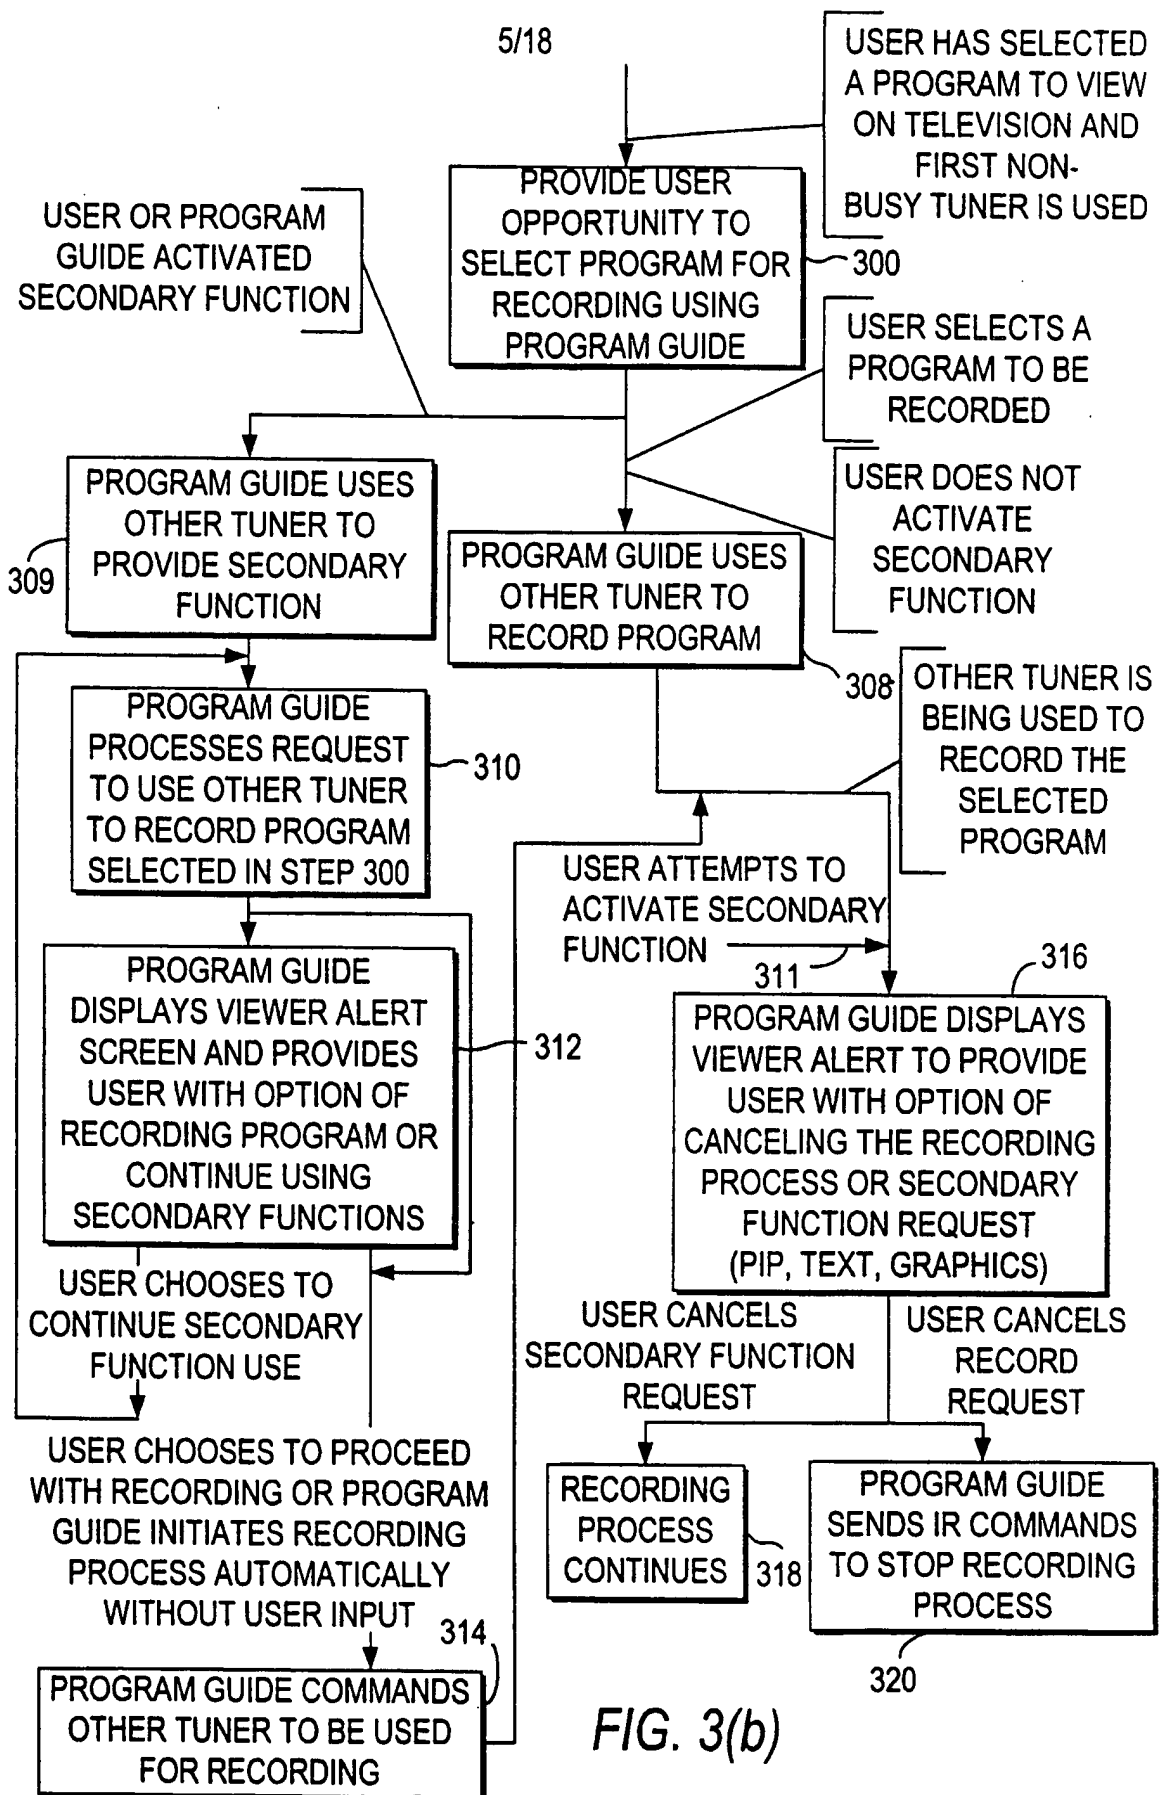 5/18
USER HAS SELECTED
A PROGRAM TO VIEW
ON TELEVISION AND
FIRST NON-
BUSY TUNER IS USED
PROVIDE USER
OPPORTUNITY TO
SELECT PROGRAM FOR
RECORDING USING
PROGRAM GUIDE
300
USER OR PROGRAM
GUIDE ACTIVATED
SECONDARY FUNCTION
USER SELECTS A
PROGRAM TO BE
RECORDED
USER DOES NOT
ACTIVATE
SECONDARY
FUNCTION
PROGRAM GUIDE USES
OTHER TUNER TO
PROVIDE SECONDARY
FUNCTION
309
PROGRAM GUIDE USES
OTHER TUNER TO
RECORD PROGRAM
308
OTHER TUNER IS
BEING USED TO
RECORD THE
SELECTED
PROGRAM
PROGRAM GUIDE
PROCESSES REQUEST
TO USE OTHER TUNER
TO RECORD PROGRAM
SELECTED IN STEP 300
310
USER ATTEMPTS TO
ACTIVATE SECONDARY
FUNCTION
311
PROGRAM GUIDE
DISPLAYS VIEWER ALERT
SCREEN AND PROVIDES
USER WITH OPTION OF
RECORDING PROGRAM OR
CONTINUE USING
SECONDARY FUNCTIONS
312
316
PROGRAM GUIDE DISPLAYS
VIEWER ALERT TO PROVIDE
USER WITH OPTION OF
CANCELING THE RECORDING
PROCESS OR SECONDARY
FUNCTION REQUEST
(PIP, TEXT, GRAPHICS)
USER CHOOSES TO
CONTINUE SECONDARY
FUNCTION USE
USER CANCELS
SECONDARY FUNCTION
REQUEST
USER CANCELS
RECORD
REQUEST
USER CHOOSES TO PROCEED
WITH RECORDING OR PROGRAM
GUIDE INITIATES RECORDING
PROCESS AUTOMATICALLY
WITHOUT USER INPUT
RECORDING
PROCESS
CONTINUES
318
PROGRAM GUIDE
SENDS IR COMMANDS
TO STOP RECORDING
PROCESS
320
314
PROGRAM GUIDE COMMANDS
OTHER TUNER TO BE USED
FOR RECORDING
FIG. 3(b)